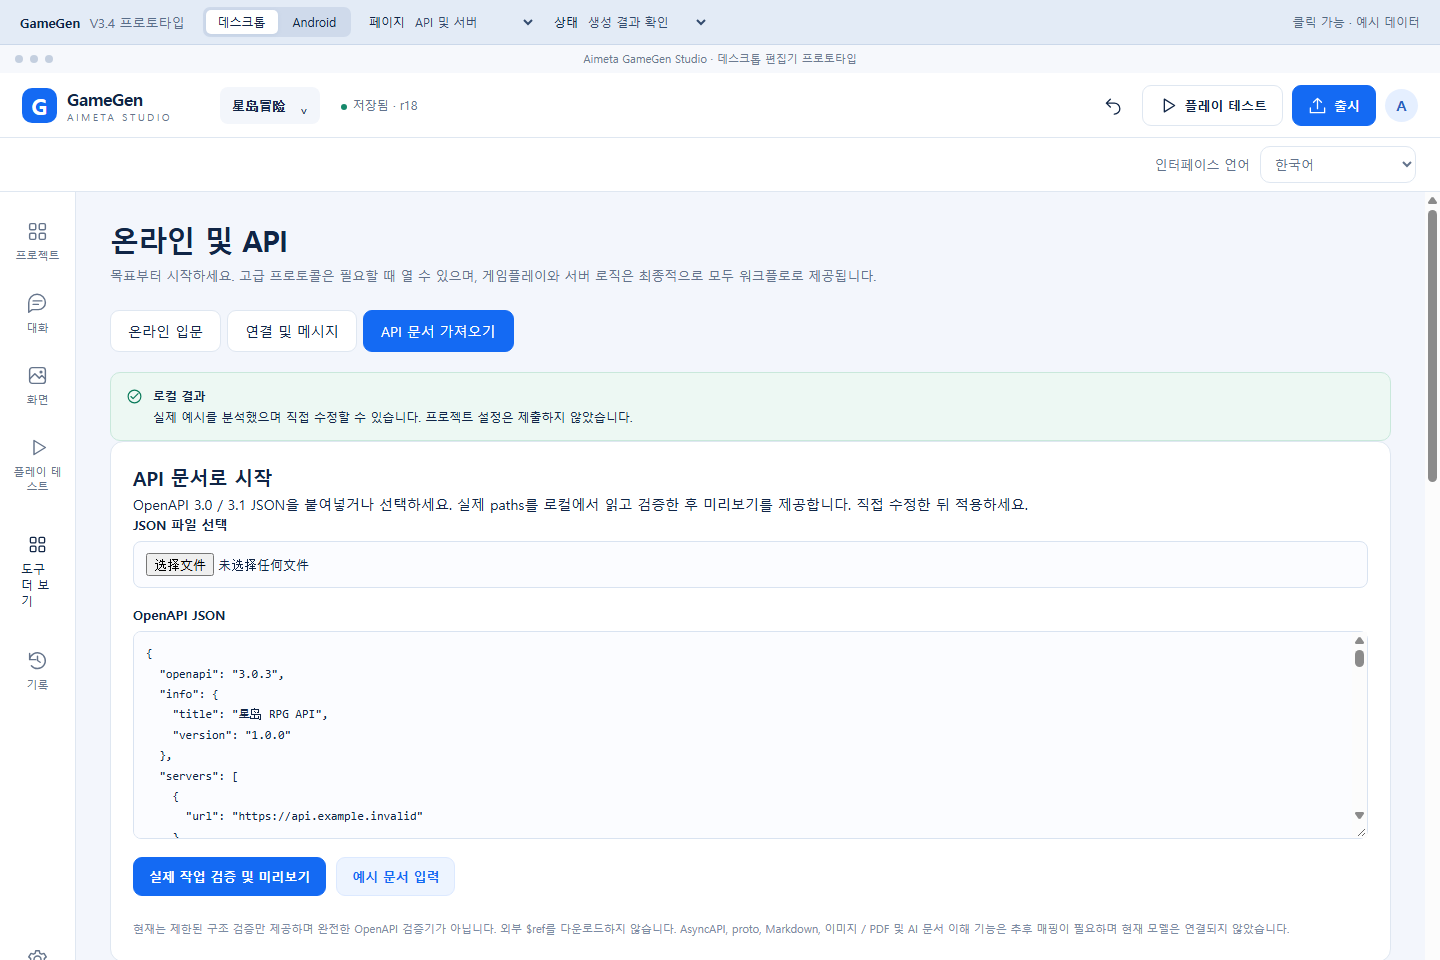 GameGen V3.4 프로토타입 데스크톱 Android 페이지 API 및 서버 상태 생성 결과 확인 클릭 가능 · 예시 데이터
Aimeta GameGen Studio · 데스크톱 편집기 프로토타입
G GameGen
AIMETA STUDIO
星岛冒险 저장됨 · r18 플레이 테스트 출시 A
인터페이스 언어 한국어
프로젝트
대화
화면
플레이 테
스트
도구
더 보
기
기록
온라인 및 API
목표부터 시작하세요. 고급 프로토콜은 필요할 때 열 수 있으며, 게임플레이와 서버 로직은 최종적으로 모두 워크플로로 제공됩니다.
온라인 입문 연결 및 메시지 API 문서 가져오기
로컬 결과
실제 예시를 분석했으며 직접 수정할 수 있습니다. 프로젝트 설정은 제출하지 않았습니다.
API 문서로 시작
OpenAPI 3.0 / 3.1 JSON을 붙여넣거나 선택하세요. 실제 paths를 로컬에서 읽고 검증한 후 미리보기를 제공합니다. 직접 수정한 뒤 적용하세요.
JSON 파일 선택
选择文件 未选择任何文件
OpenAPI JSON
{
"openapi": "3.0.3",
"info": {
"title": "星岛 RPG API",
"version": "1.0.0"
},
"servers": [
{
"url": "https://api.example.invalid"
}
실제 작업 검증 및 미리보기 예시 문서 입력
현재는 제한된 구조 검증만 제공하며 완전한 OpenAPI 검증기가 아닙니다. 외부 $ref를 다운로드하지 않습니다. AsyncAPI, proto, Markdown, 이미지 / PDF 및 AI 문서 이해 기능은 추후 매핑이 필요하며 현재 모델은 연결되지 않았습니다.